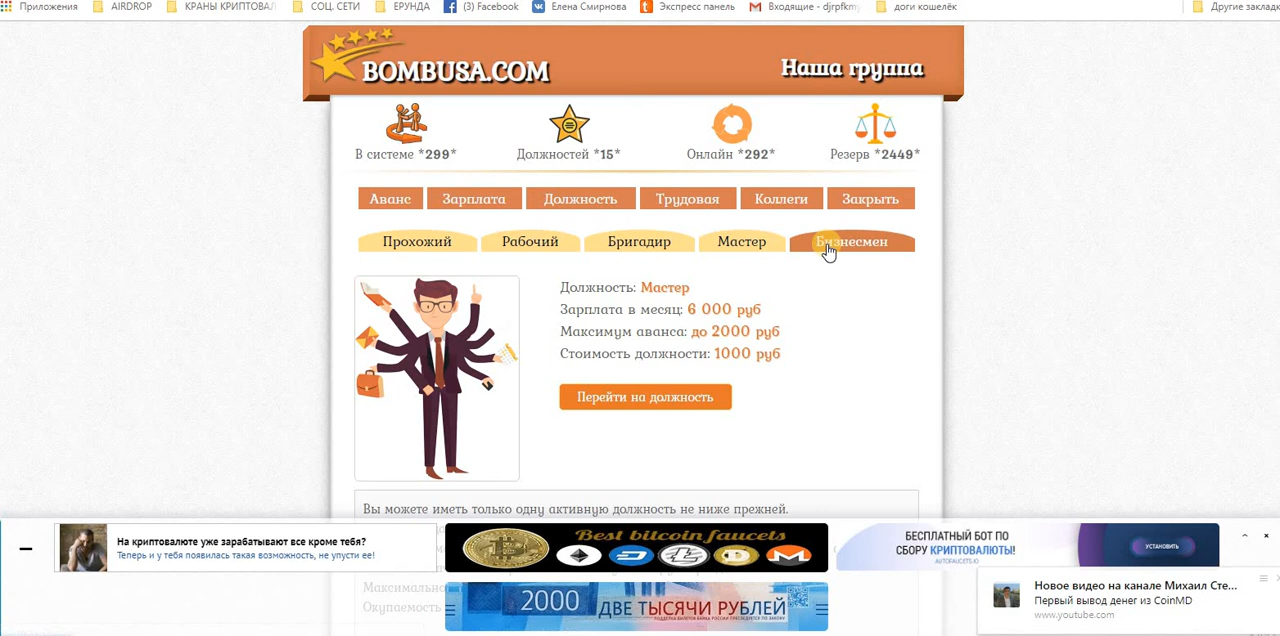 Приложения AIRDROP КРАНЫ КРИПТОВАЛ СОЦ. СЕТИ ЕРУНДА (3) Facebook Елена Смирнова Экспресс панель Входящие - djrpfkmy доги кошелёк Другие заклад
BOMBUSA.COM
Наша группа
В системе *299* Должностей *15* Онлайн *292* Резерв *2449*
Аванс Зарплата Должность Трудовая Коллеги Закрыть
Прохожий Рабочий Бригадир Мастер Бизнесмен
Должность: Мастер
Зарплата в месяц: 6 000 руб
Максимум аванса: до 2000 руб
Стоимость должности: 1000 руб
Перейти на должность
Вы можете иметь только одну активную должность не ниже прежней.
На криптовалюте уже зарабатывают все кроме тебя?
Теперь и у тебя появилась такая возможность, не упусти ее!
Best bitcoin faucets
БЕСПЛАТНЫЙ БОТ ПО
СБОРУ КРИПТОВАЛЮТЫ!
AUTOFAUCETS.IO
УСТАНОВИТЬ
Максимально
Окупаемость
2000 ДВЕ ТЫСЯЧИ РУБЛЕЙ
Новое видео на канале Михаил Сте...
Первый вывод денег из CoinMD
www.youtube.com